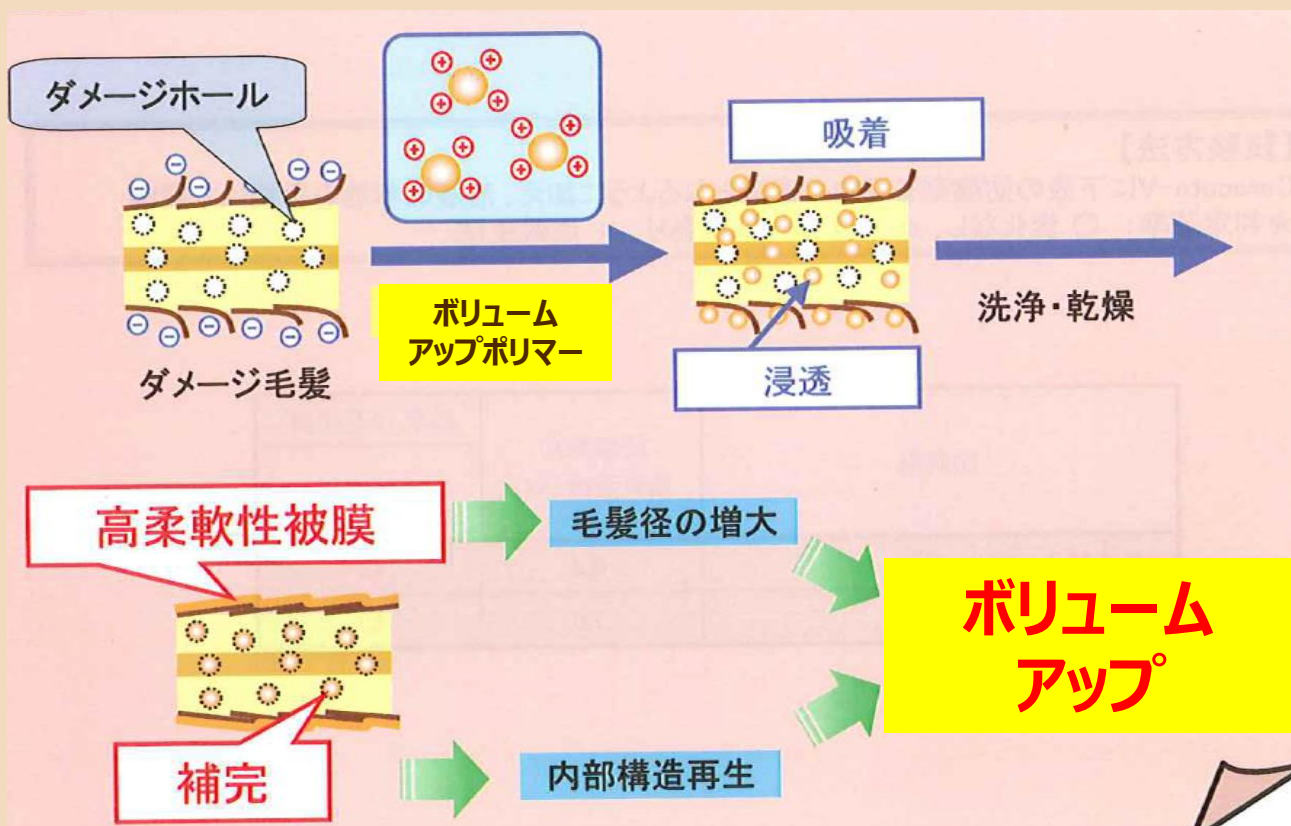 ダメージホール
ダメージ毛髪
ボリューム
アップポリマー
吸着
浸透
洗浄・乾燥
高柔軟性被膜
毛髪径の増大
補完
内部構造再生
ボリューム
アップ